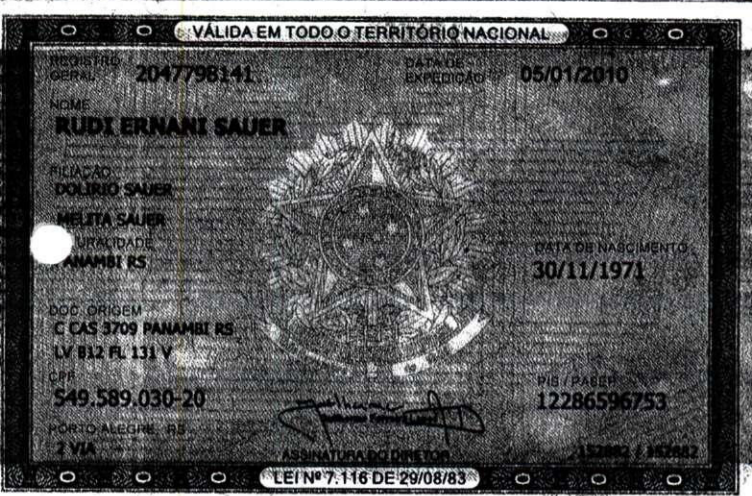 VÁLIDA EM TODO O TERRITÓRIO NACIONAL
REGISTRO GERAL 2047798141
DATA DE EXPEDIÇÃO 05/01/2010
NOME
RUDI ERNANI SAUER
FILIAÇÃO
DOLIRIO SAUER
MELITA SAUER
DATA DE NASCIMENTO
30/11/1971
RS
DOC. ORIGEM
C CAS 3709 PANAMBI RS
LV B12 FL 131 V
CPF
549.589.030-20
PIS / PASEP
12286596753
PORTO ALEGRE, RS
2 VIA
ASSINATURA DO DIRETOR
LEI Nº 7.116 DE 29/08/83